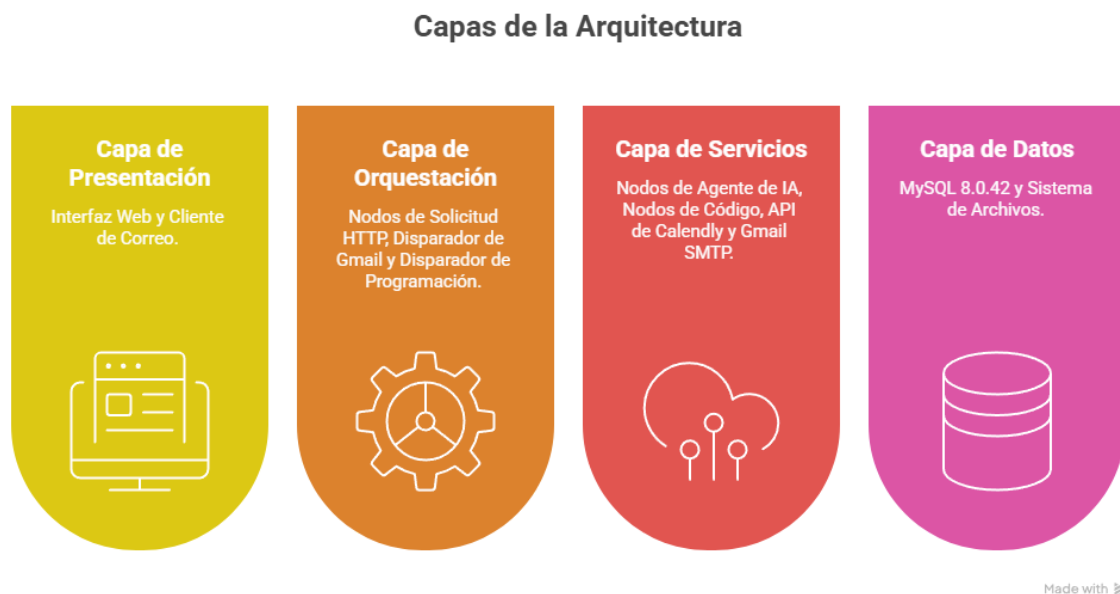 Capas de la Arquitectura
Capa de
Presentación
Interfaz Web y Cliente
de Correo.
Capa de
Orquestación
Nodos de Solicitud
HTTP, Disparador de
Gmail y Disparador de
Programación.
Capa de Servicios
Nodos de Agente de IA,
Nodos de Código, API
de Calendly y Gmail
SMTP.
Capa de Datos
MySQL 8.0.42 y Sistema
de Archivos.
Made with